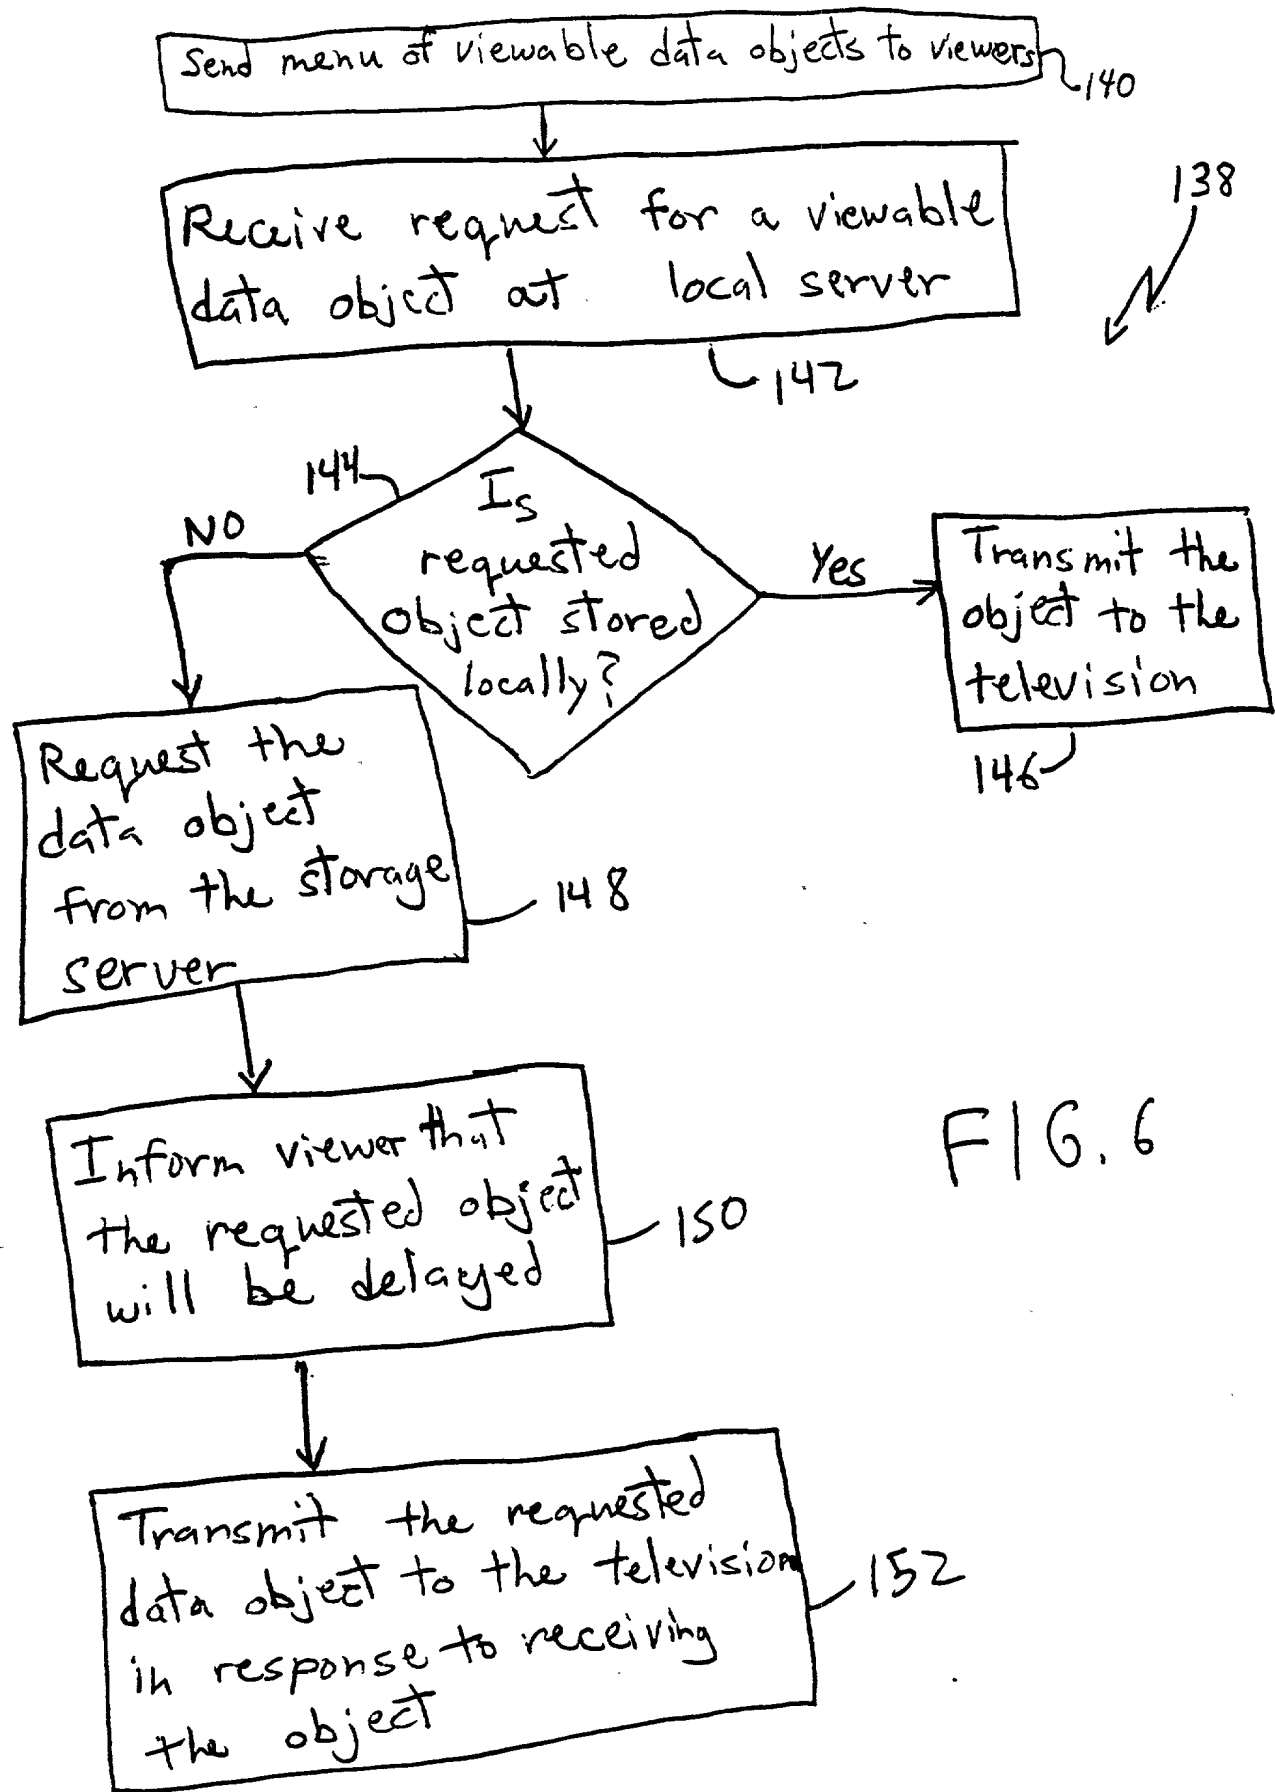 Send menu of viewable data objects to viewers
140
138
Receive request for a viewable
data object at local server
142
144
Is
requested
object stored
locally?
NO
Yes
Transmit the
object to the
television
146
Request the
data object
from the storage
server
148
Inform viewer that
the requested object
will be delayed
150
FIG. 6
Transmit the requested
data object to the television
in response to receiving
the object
152